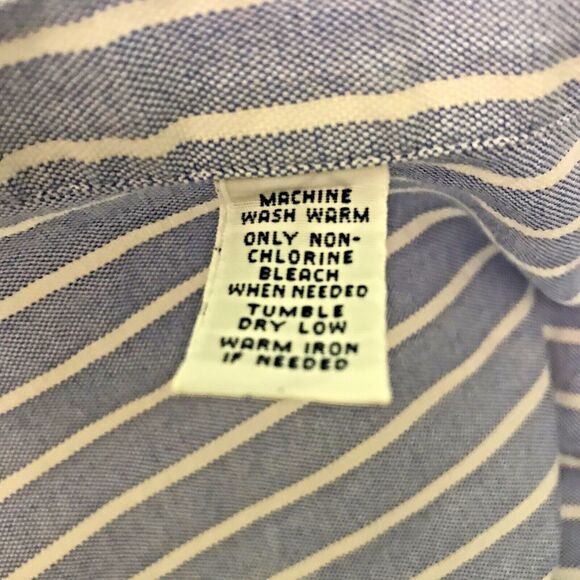 MACHINE
WASH WARM
ONLY NON-
CHLORINE
BLEACH
WHEN NEEDED
TUMBLE
DRY LOW
WARM IRON
IF NEEDED